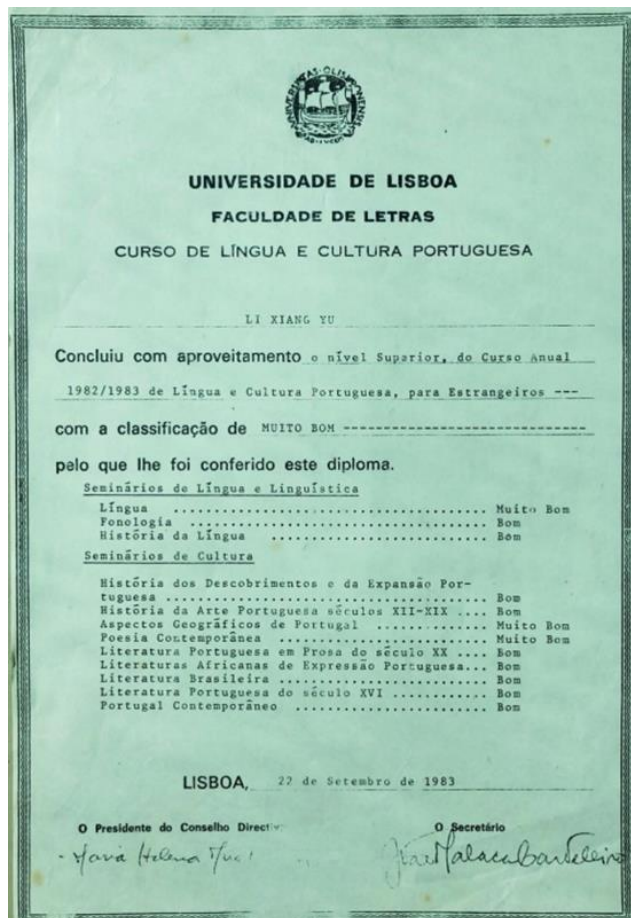 UNIVERSIDADE DE LISBOA
FACULDADE DE LETRAS
CURSO DE LÍNGUA E CULTURA PORTUGUESA
LI XIANG YU
Concluiu com aproveitamento o nível Superior, do Curso Anual
1982/1983 de Língua e Cultura Portuguesa, para Estrangeiros ---
com a classificação de MUITO BOM ------------------------------
pelo que lhe foi conferido este diploma.
Seminários de Língua e Linguística
Língua ...................................... Muito Bom
Fonologia .................................... Bom
História da Língua .......................... Bom
Seminários de Cultura
História dos Descobrimentos e da Expansão Por-
tuguesa ....................................... Bom
História da Arte Portuguesa séculos XII-XIX .... Bom
Aspectos Geográficos de Portugal .............. Muito Bom
Poesia Contemporânea ......................... Muito Bom
Literatura Portuguesa em Prosa do século XX .... Bom
Literaturas Africanas de Expressão Portuguesa... Bom
Literatura Brasileira ......................... Bom
Literatura Portuguesa do século XVI ............ Bom
Portugal Contemporâneo ....................... Bom
LISBOA, 22 de Setembro de 1983
O Presidente do Conselho Directivo O Secretário
Maria Helena João Malaca Casteleiro